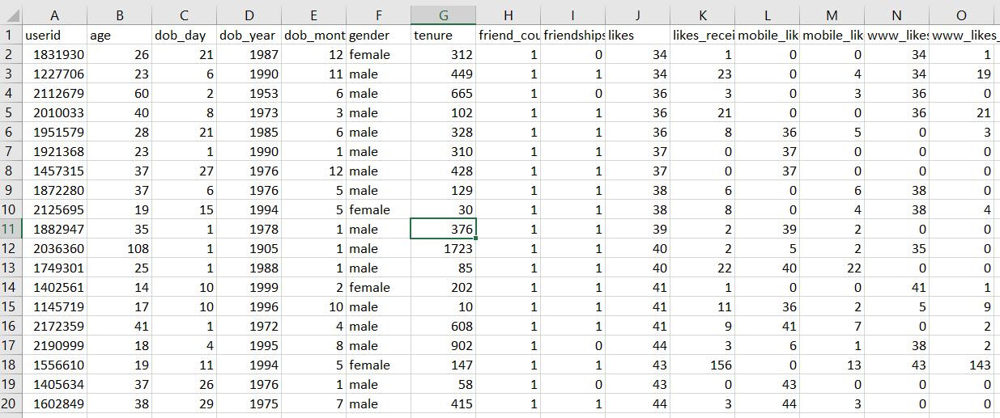 A B C D E F G H I J K L M N O
1 userid age dob_day dob_year dob_mont gender tenure friend_cou friendships likes likes_recei mobile_lik mobile_lik www_likes www_likes_
2 1831930 26 21 1987 12 female 312 1 0 34 1 0 0 34 1
3 1227706 23 6 1990 11 male 449 1 1 34 23 0 4 34 19
4 2112679 60 2 1953 6 male 665 1 0 36 3 0 3 36 0
5 2010033 40 8 1973 3 male 102 1 1 36 21 0 0 36 21
6 1951579 28 21 1985 6 male 328 1 1 36 8 36 5 0 3
7 1921368 23 1 1990 1 male 310 1 1 37 0 37 0 0 0
8 1457315 37 27 1976 12 male 428 1 1 37 0 37 0 0 0
9 1872280 37 6 1976 5 male 129 1 1 38 6 0 6 38 0
10 2125695 19 15 1994 5 female 30 1 1 38 8 0 4 38 4
11 1882947 35 1 1978 1 male 376 1 1 39 2 39 2 0 0
12 2036360 108 1 1905 1 male 1723 1 1 40 2 5 2 35 0
13 1749301 25 1 1988 1 male 85 1 1 40 22 40 22 0 0
14 1402561 14 10 1999 2 female 202 1 1 41 1 0 0 41 1
15 1145719 17 10 1996 10 male 10 1 1 41 11 36 2 5 9
16 2172359 41 1 1972 4 male 608 1 1 41 9 41 7 0 2
17 2190999 18 4 1995 8 male 902 1 0 44 3 6 1 38 2
18 1556610 19 11 1994 5 female 147 1 1 43 156 0 13 43 143
19 1405634 37 26 1976 1 male 58 1 0 43 0 43 0 0 0
20 1602849 38 29 1975 7 male 415 1 1 44 3 44 3 0 0